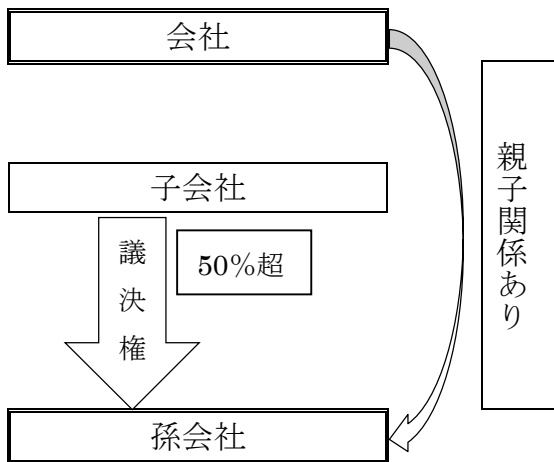 会社
子会社
議決権
50％超
孫会社
親子関係あり